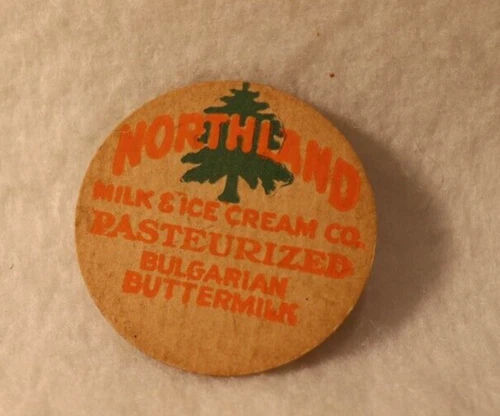 NORTHLAND
MILK & ICE CREAM CO.
PASTEURIZED
BULGARIAN
BUTTERMILK